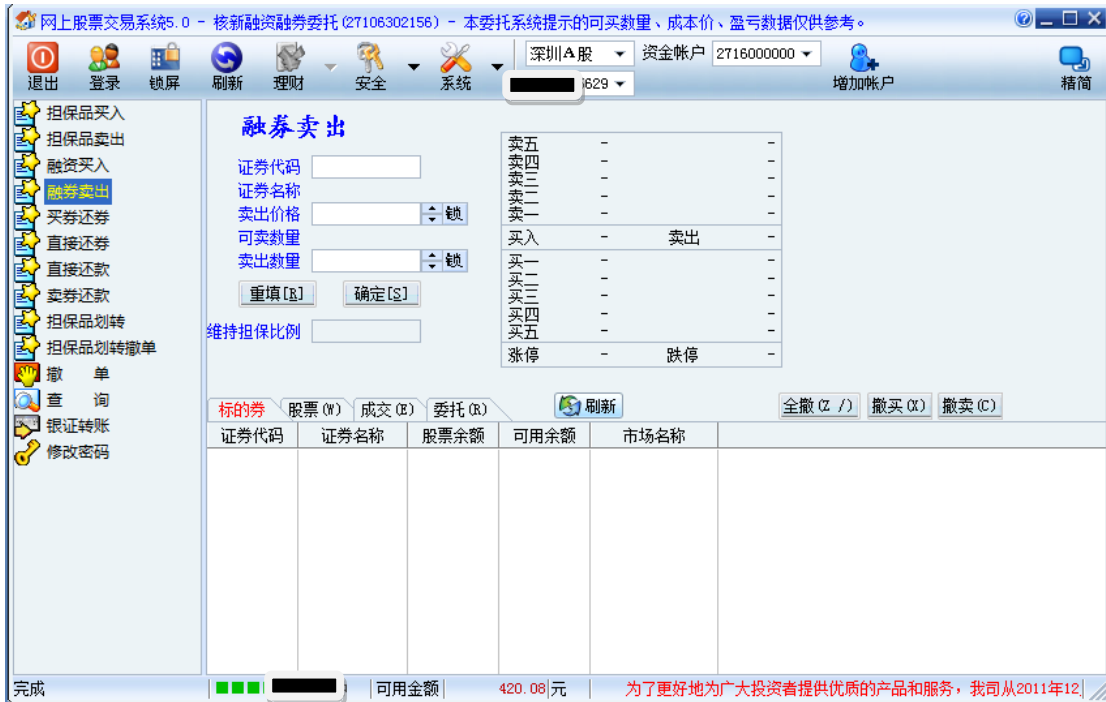 网上股票交易系统5.0 - 核新融资融券委托(27106302156) - 本委托系统提示的可买数量、成本价、盈亏数据仅供参考。
退出 登录 锁屏 刷新 理财 安全 系统 深圳A股 资金帐户 2716000000 增加帐户 精简
629
担保品买入
担保品卖出
融资买入
融券卖出
买券还券
直接还券
直接还款
卖券还款
担保品划转
担保品划转撤单
撤 单
查 询
银证转账
修改密码
融券卖出
证券代码
证券名称
卖出价格 锁
可卖数量
卖出数量 锁
重填[R] 确定[S]
维持担保比例
卖五 - -
卖四 - -
卖三 - -
卖二 - -
卖一 - -
买入 - 卖出 -
买一 - -
买二 - -
买三 - -
买四 - -
买五 - -
涨停 - 跌停 -
标的券 股票(W) 成交(E) 委托(R) 刷新 全撤(Z /) 撤买(X) 撤卖(C)
证券代码 证券名称 股票余额 可用余额 市场名称
完成 可用金额 420.08 元 为了更好地为广大投资者提供优质的产品和服务，我司从2011年12